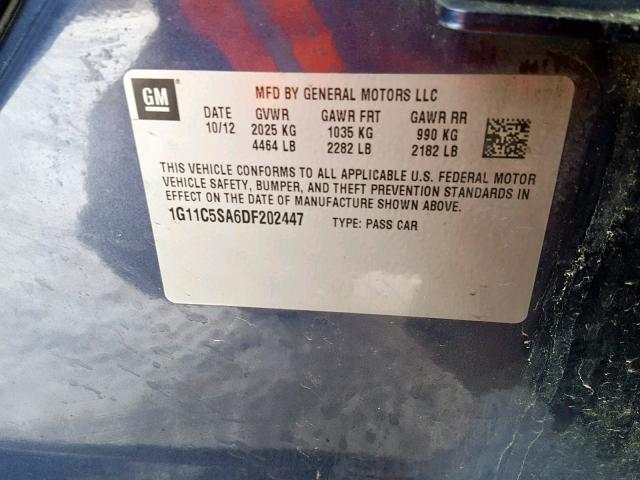 GM
MFD BY GENERAL MOTORS LLC
DATE GVWR GAWR FRT GAWR RR
10/12 2025 KG 1035 KG 990 KG
4464 LB 2282 LB 2182 LB
THIS VEHICLE CONFORMS TO ALL APPLICABLE U.S. FEDERAL MOTOR
VEHICLE SAFETY, BUMPER, AND THEFT PREVENTION STANDARDS IN
EFFECT ON THE DATE OF MANUFACTURE SHOWN ABOVE.
1G11C5SA6DF202447 TYPE: PASS CAR